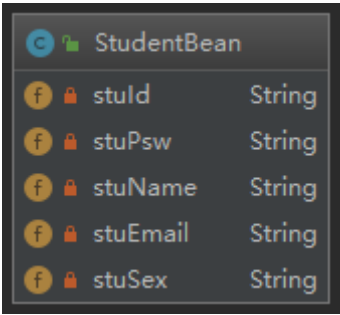 C StudentBean
f stuId String
f stuPsw String
f stuName String
f stuEmail String
f stuSex String